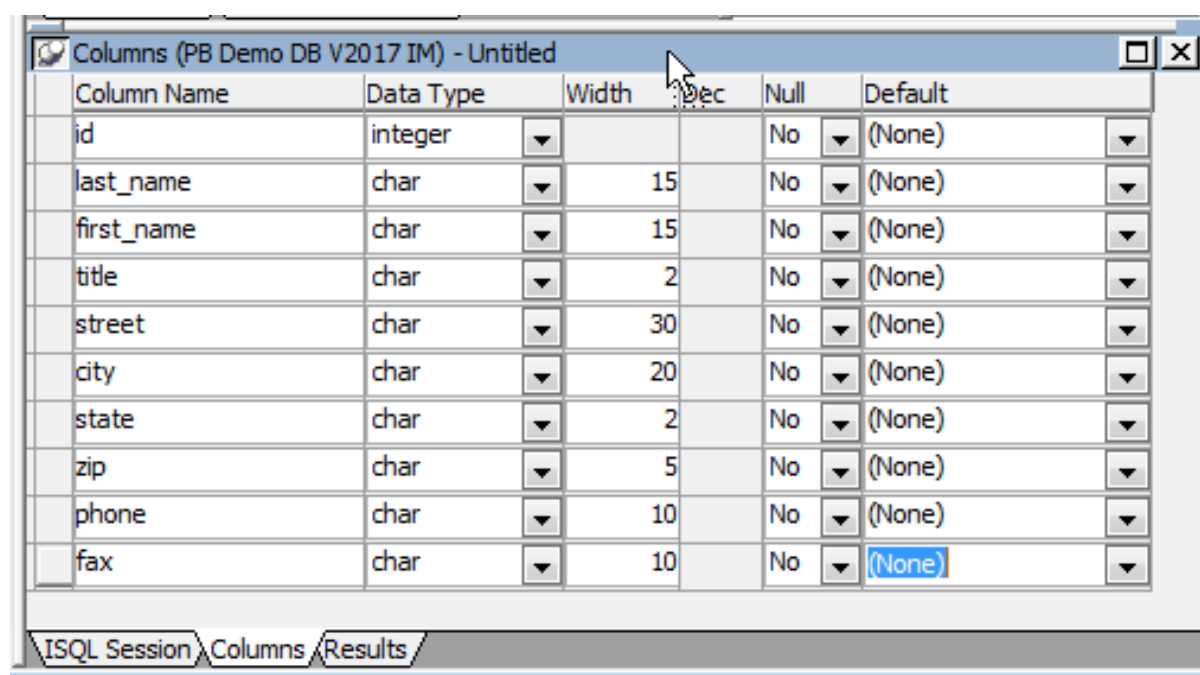 Columns (PB Demo DB V2017 IM) - Untitled
Column Name Data Type Width Dec Null Default
id integer No (None)
last_name char 15 No (None)
first_name char 15 No (None)
title char 2 No (None)
street char 30 No (None)
city char 20 No (None)
state char 2 No (None)
zip char 5 No (None)
phone char 10 No (None)
fax char 10 No (None)
ISQL Session Columns Results